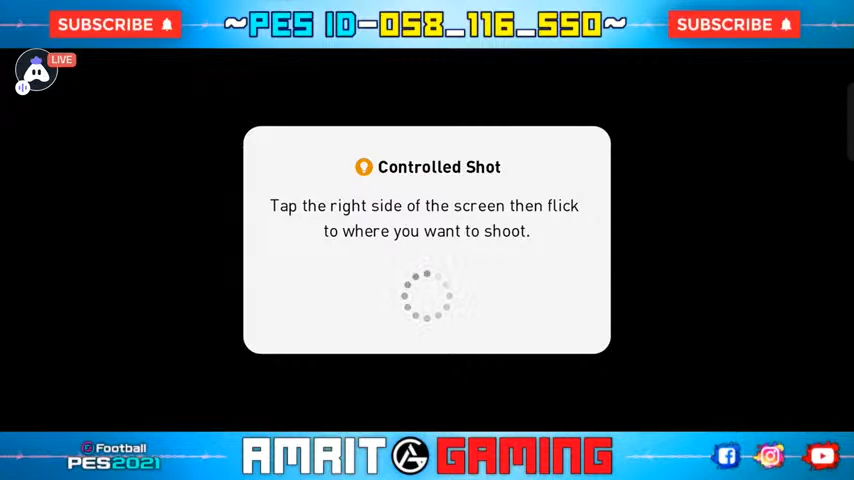 SUBSCRIBE
~PES ID-058_116_550~
SUBSCRIBE
LIVE
Controlled Shot
Tap the right side of the screen then flick
to where you want to shoot.
eFootball
PES2021
AMRIT GAMING